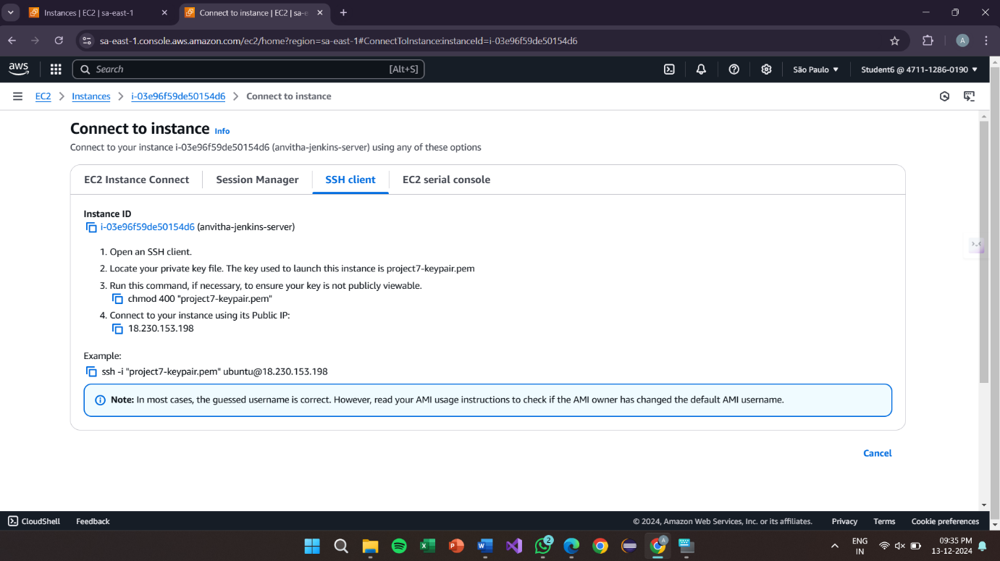 Instances | EC2 | sa-east-1
Connect to instance | EC2 | sa-e
sa-east-1.console.aws.amazon.com/ec2/home?region=sa-east-1#ConnectToInstance:instanceId=i-03e96f59de50154d6
A
aws
Search
[Alt+S]
São Paulo
Student6 @ 4711-1286-0190
EC2
Instances
i-03e96f59de50154d6
Connect to instance
Connect to instance Info
Connect to your instance i-03e96f59de50154d6 (anvitha-jenkins-server) using any of these options
EC2 Instance Connect
Session Manager
SSH client
EC2 serial console
Instance ID
i-03e96f59de50154d6 (anvitha-jenkins-server)
1. Open an SSH client.
2. Locate your private key file. The key used to launch this instance is project7-keypair.pem
3. Run this command, if necessary, to ensure your key is not publicly viewable.
chmod 400 "project7-keypair.pem"
4. Connect to your instance using its Public IP:
18.230.153.198
Example:
ssh -i "project7-keypair.pem" ubuntu@18.230.153.198
Note: In most cases, the guessed username is correct. However, read your AMI usage instructions to check if the AMI owner has changed the default AMI username.
Cancel
CloudShell
Feedback
© 2024, Amazon Web Services, Inc. or its affiliates.
Privacy
Terms
Cookie preferences
2
A
ENG
IN
09:35 PM
13-12-2024